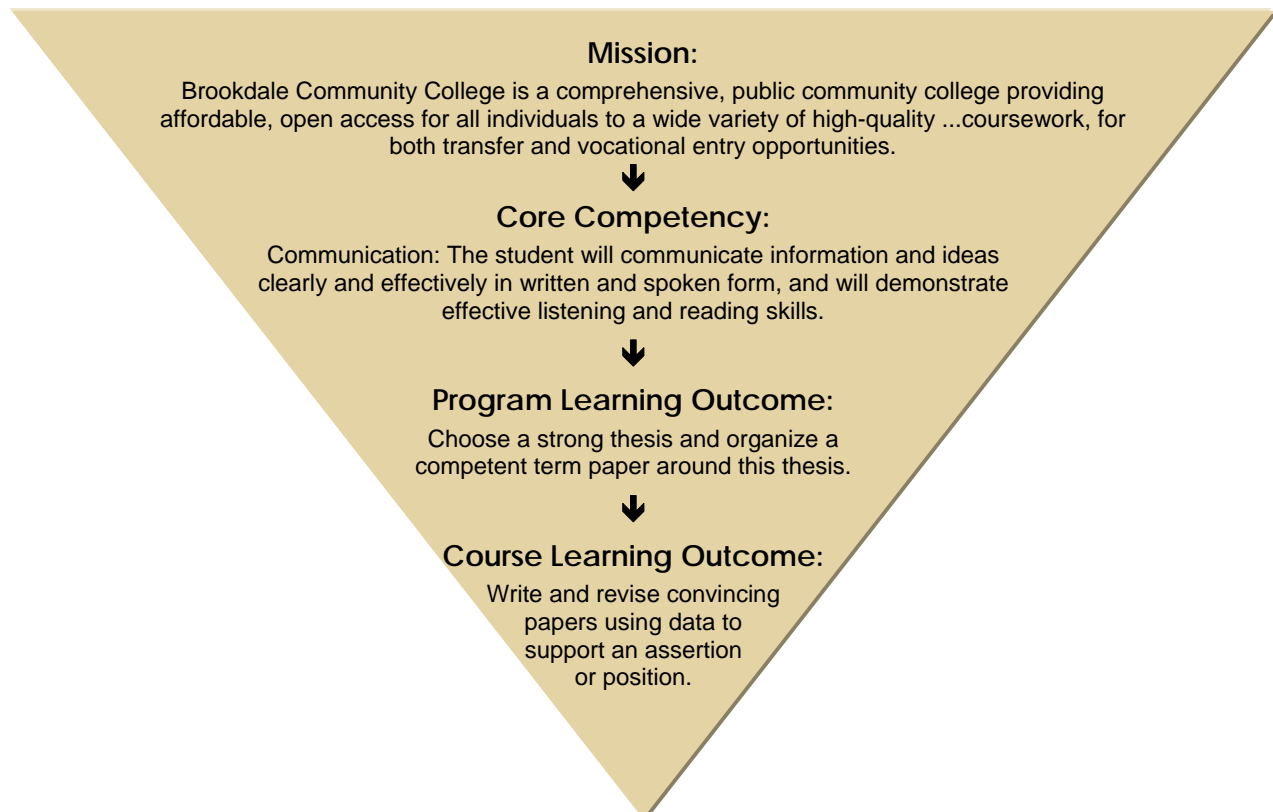 Mission:
Brookdale Community College is a comprehensive, public community college providing
affordable, open access for all individuals to a wide variety of high-quality ...coursework, for
both transfer and vocational entry opportunities.
Core Competency:
Communication: The student will communicate information and ideas
clearly and effectively in written and spoken form, and will demonstrate
effective listening and reading skills.
Program Learning Outcome:
Choose a strong thesis and organize a
competent term paper around this thesis.
Course Learning Outcome:
Write and revise convincing
papers using data to
support an assertion
or position.